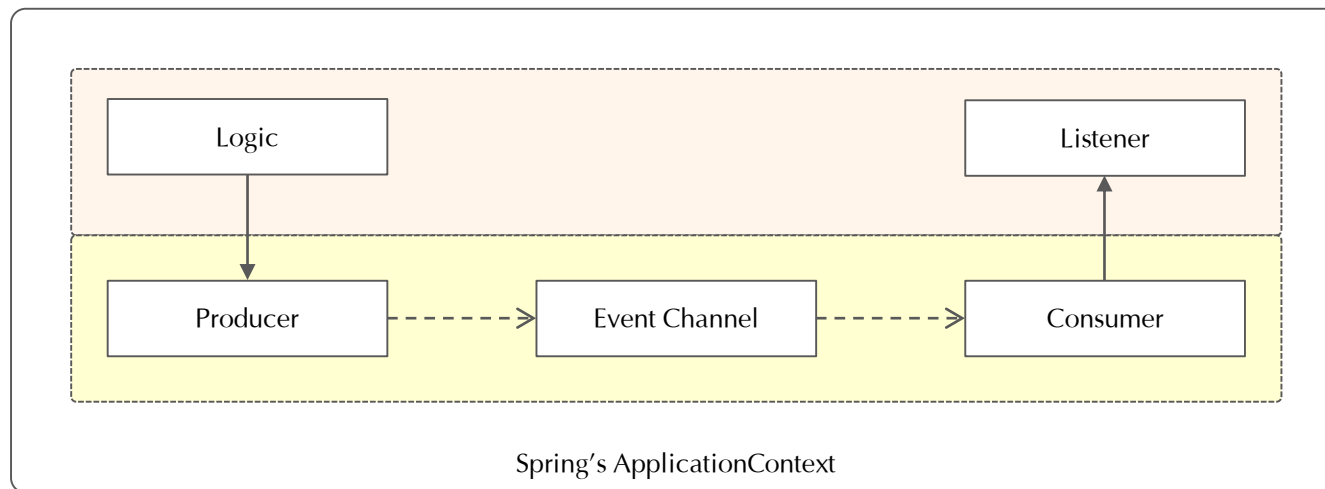 Logic
Listener
Producer
Event Channel
Consumer
Spring’s ApplicationContext